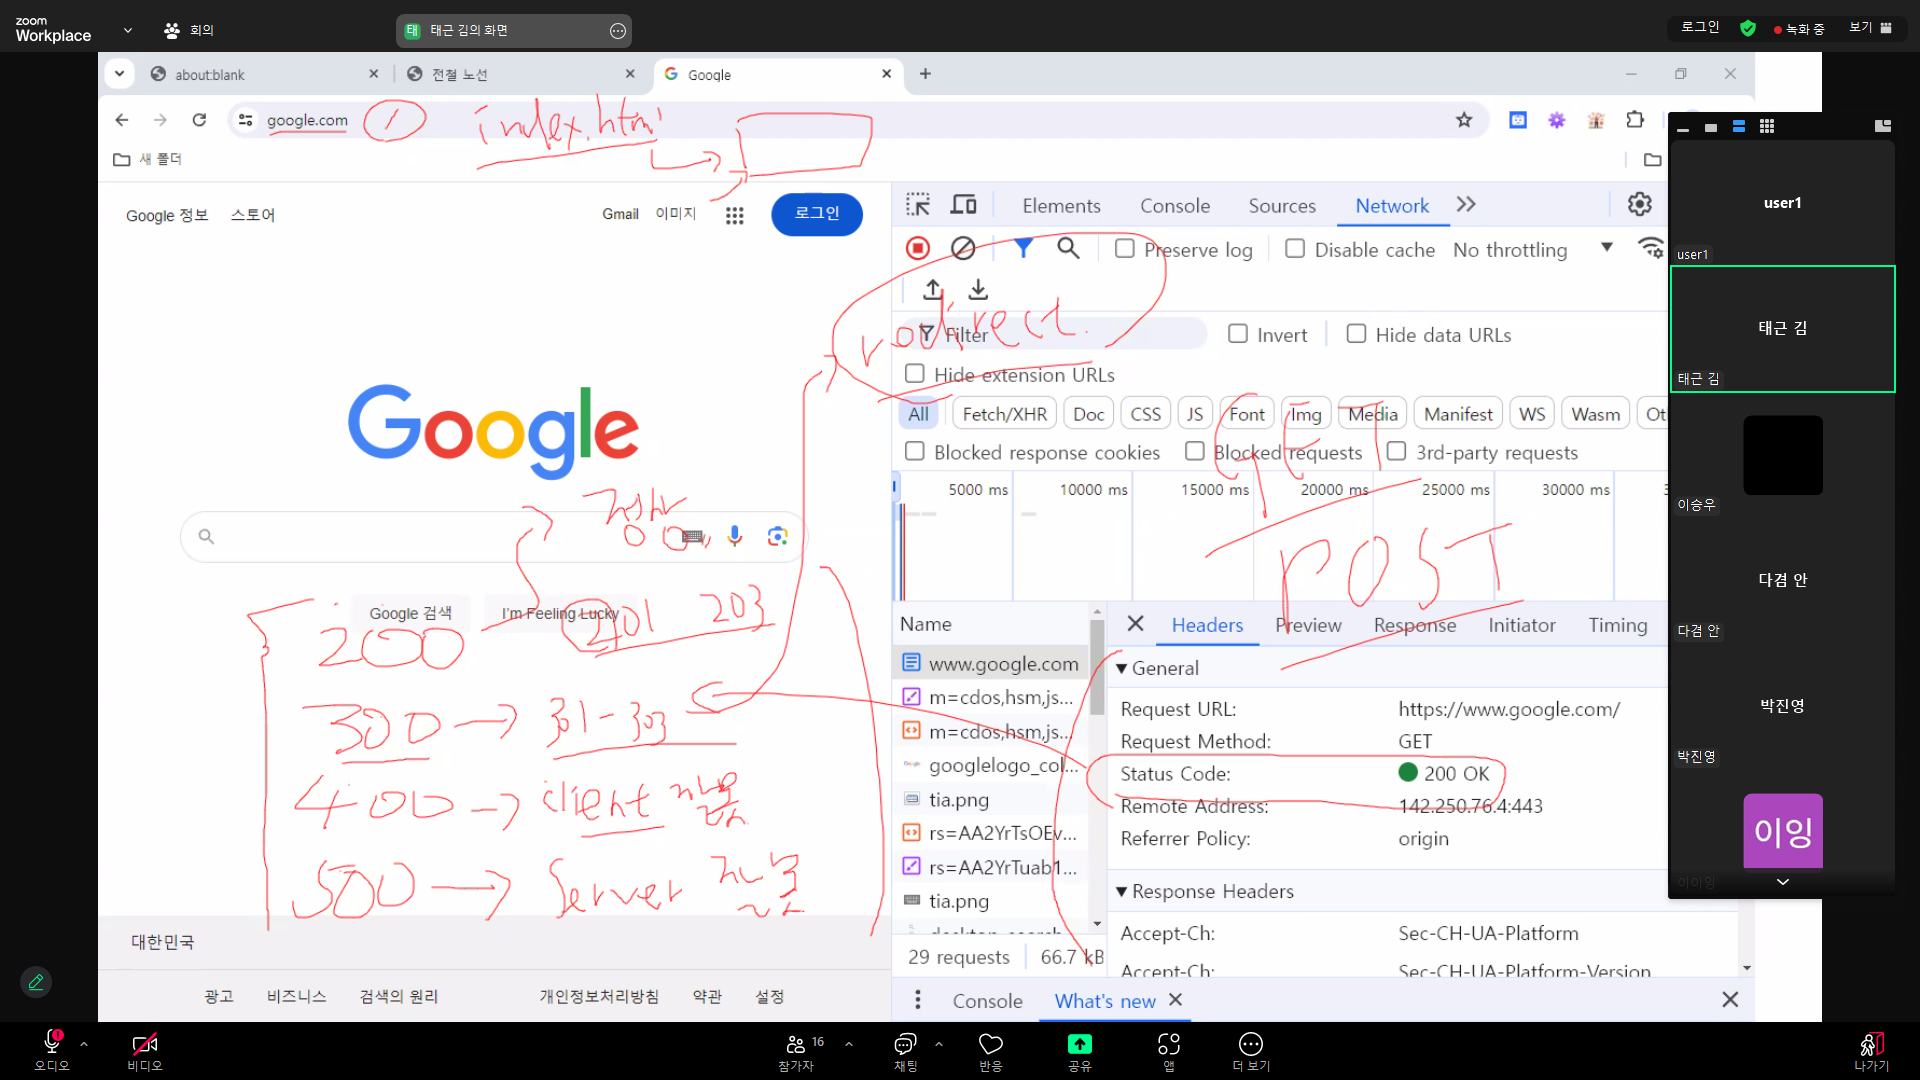 zoom
Workplace
회의
태 태근 김의 화면
로그인
녹화 중
보기
about:blank
전철 노선
Google
google.com
1
index.html
새 폴더
Google 정보
스토어
Gmail
이미지
로그인
Google
정상
Google 검색
I'm Feeling Lucky
200
201 203
300 → 301-303
400 → client 잘못
500 → Server 잘못
대한민국
광고
비즈니스
검색의 원리
개인정보처리방침
약관
설정
Elements
Console
Sources
Network
Preserve log
Disable cache
No throttling
redirect.
Filter
Invert
Hide data URLs
Hide extension URLs
All
Fetch/XHR
Doc
CSS
JS
Font
Img
Media
Manifest
WS
Wasm
Ot
GET
Blocked response cookies
Blocked requests
3rd-party requests
5000 ms
10000 ms
15000 ms
20000 ms
25000 ms
30000 ms
POST
Name
www.google.com
m=cdos,hsm,js...
m=cdos,hsm,js...
googlelogo_col...
tia.png
rs=AA2YrTsOEv...
rs=AA2YrTuab1...
tia.png
29 requests
66.7 kB
Headers
Preview
Response
Initiator
Timing
General
Request URL: https://www.google.com/
Request Method: GET
Status Code: 200 OK
Remote Address: 142.250.76.4:443
Referrer Policy: origin
Response Headers
Accept-Ch: Sec-CH-UA-Platform
Accept-Ch: Sec-CH-UA-Platform-Version
Console
What's new
user1
user1
태근 김
태근 김
이승우
다겸 안
다겸 안
박진영
박진영
이잉
오디오
비디오
참가자
16
채팅
반응
공유
앱
더 보기
나가기